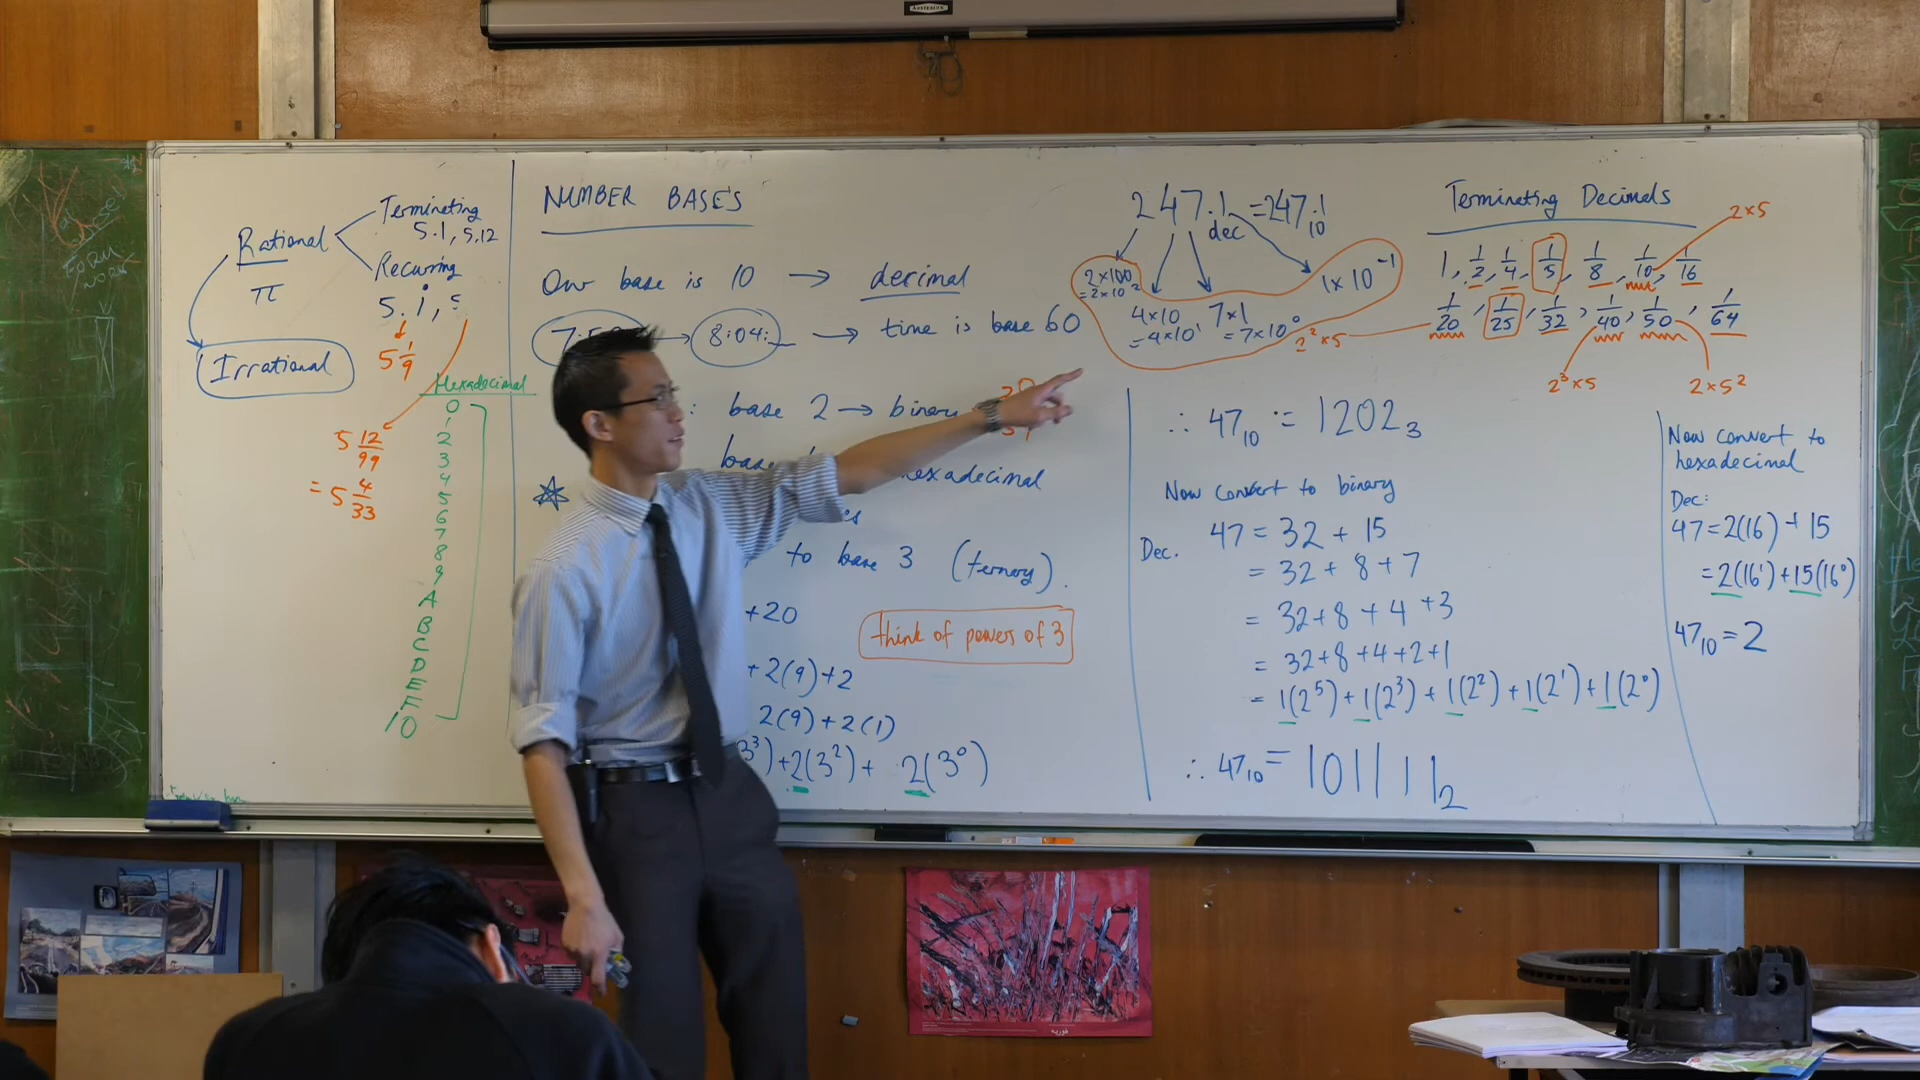 Rational
Terminating
5.1, 5.12
Recurring
π
5.1̇,
5 1/9
Irrational
5 12/99
= 5 4/33
Hexadecimal
0
1
2
3
4
5
6
7
8
9
A
B
C
D
E
F
10
NUMBER BASES
Our base is 10 → decimal
8:04: → time is base 60
: base 2 → binary
hexadecimal
to base 3 (ternary).
+20
think of powers of 3
+2(9)+2
2(9)+2(1)
3³)+2(3²)+ 2(3⁰)
247.1 dec = 247.1 10
2×100
=2×10²
4×10
=4×10¹
7×1
=7×10⁰
1×10⁻¹
∴ 47₁₀ = 1202₃
Now convert to binary
Dec. 47 = 32 + 15
= 32 + 8 + 7
= 32+8 + 4 +3
= 32+8+4+2+1
= 1(2⁵)+1(2³)+1(2²)+1(2¹)+1(2⁰)
∴ 47₁₀ = 101111₂
Terminating Decimals
2×5
1, 1/2, 1/4, 1/5, 1/8, 1/10, 1/16
1/20, 1/25, 1/32, 1/40, 1/50, 1/64
2²×5
2³×5
2×5²
Now convert to
hexadecimal
Dec:
47=2(16)+15
=2(16¹)+15(16⁰)
47₁₀=2